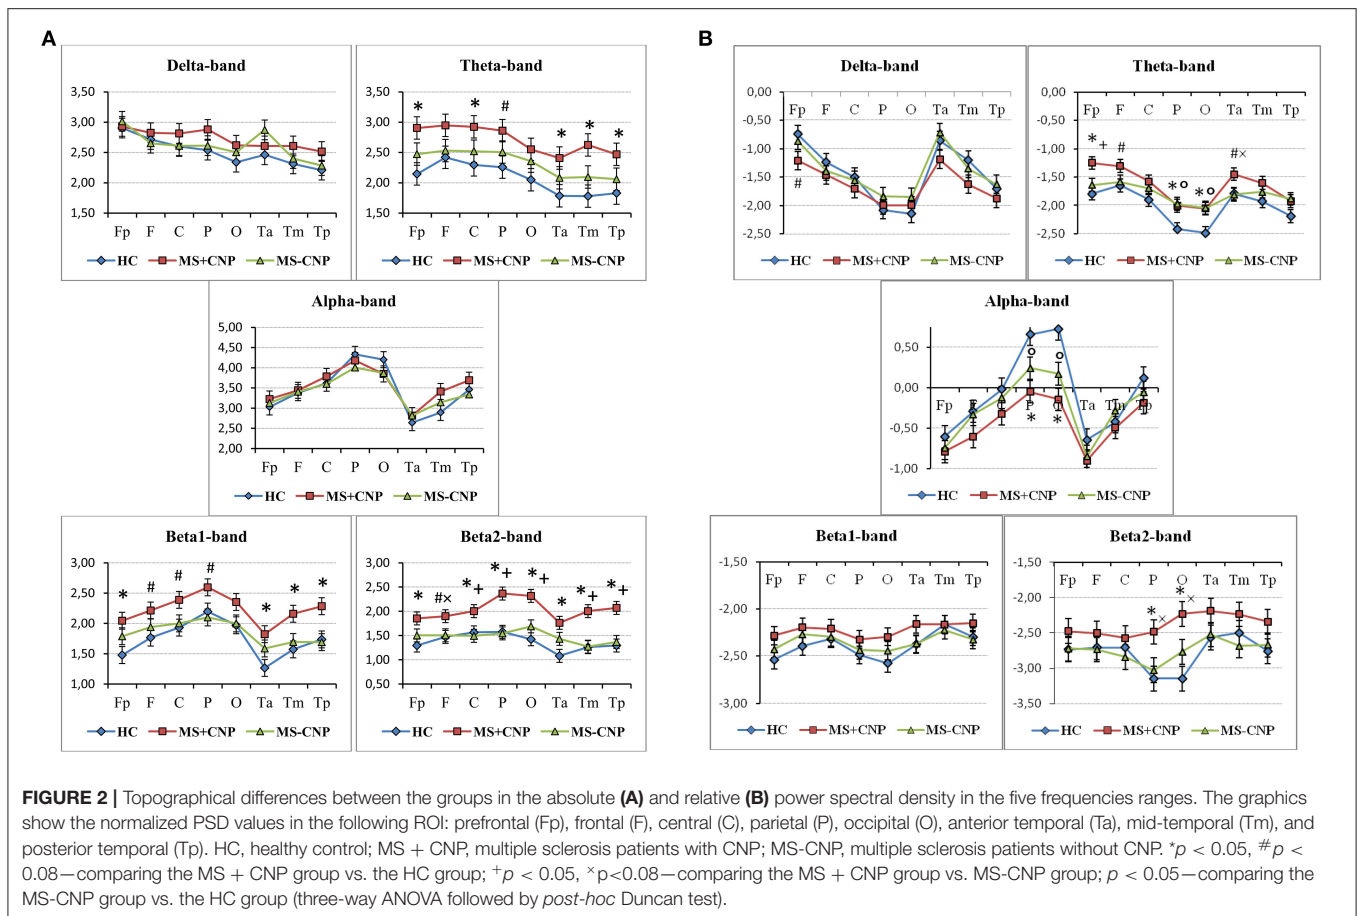 A
B
Delta-band
3,50
3,00
2,50
2,00
1,50
Fp F C P O Ta Tm Tp
HC MS+CNP MS-CNP
Theta-band
3,50
3,00
2,50
2,00
1,50
* * # * * *
Fp F C P O Ta Tm Tp
HC MS+CNP MS-CNP
Delta-band
0,00
-0,50
-1,00
-1,50
-2,00
-2,50
Fp F C P O Ta Tm Tp
#
HC MS+CNP MS-CNP
Theta-band
0,00
-0,50
-1,00
-1,50
-2,00
-2,50
Fp F C P O Ta Tm Tp
*+ # *o *o #×
HC MS+CNP MS-CNP
Alpha-band
5,00
4,50
4,00
3,50
3,00
2,50
2,00
Fp F C P O Ta Tm Tp
HC MS+CNP MS-CNP
Alpha-band
0,50
0,00
-0,50
-1,00
Fp P Ta Tm Tp
o o
* *
HC MS+CNP MS-CNP
Beta1-band
3,00
2,50
2,00
1,50
1,00
* # # # * * *
Fp F C P O Ta Tm Tp
HC MS+CNP MS-CNP
Beta2-band
3,00
2,50
2,00
1,50
1,00
0,50
* #× *+ *+ *+ * *+ *+
Fp F C P O Ta Tm Tp
HC MS+CNP MS-CNP
Beta1-band
-1,50
-2,00
-2,50
-3,00
Fp F C P O Ta Tm Tp
HC MS+CNP MS-CNP
Beta2-band
-1,50
-2,00
-2,50
-3,00
-3,50
Fp F C P O Ta Tm Tp
*× *×
HC MS+CNP MS-CNP
FIGURE 2 | Topographical differences between the groups in the absolute (A) and relative (B) power spectral density in the five frequencies ranges. The graphics
show the normalized PSD values in the following ROI: prefrontal (Fp), frontal (F), central (C), parietal (P), occipital (O), anterior temporal (Ta), mid-temporal (Tm), and
posterior temporal (Tp). HC, healthy control; MS + CNP, multiple sclerosis patients with CNP; MS-CNP, multiple sclerosis patients without CNP. *p < 0.05, #p <
0.08—comparing the MS + CNP group vs. the HC group; +p < 0.05, ×p<0.08—comparing the MS + CNP group vs. MS-CNP group; p < 0.05—comparing the
MS-CNP group vs. the HC group (three-way ANOVA followed by post-hoc Duncan test).